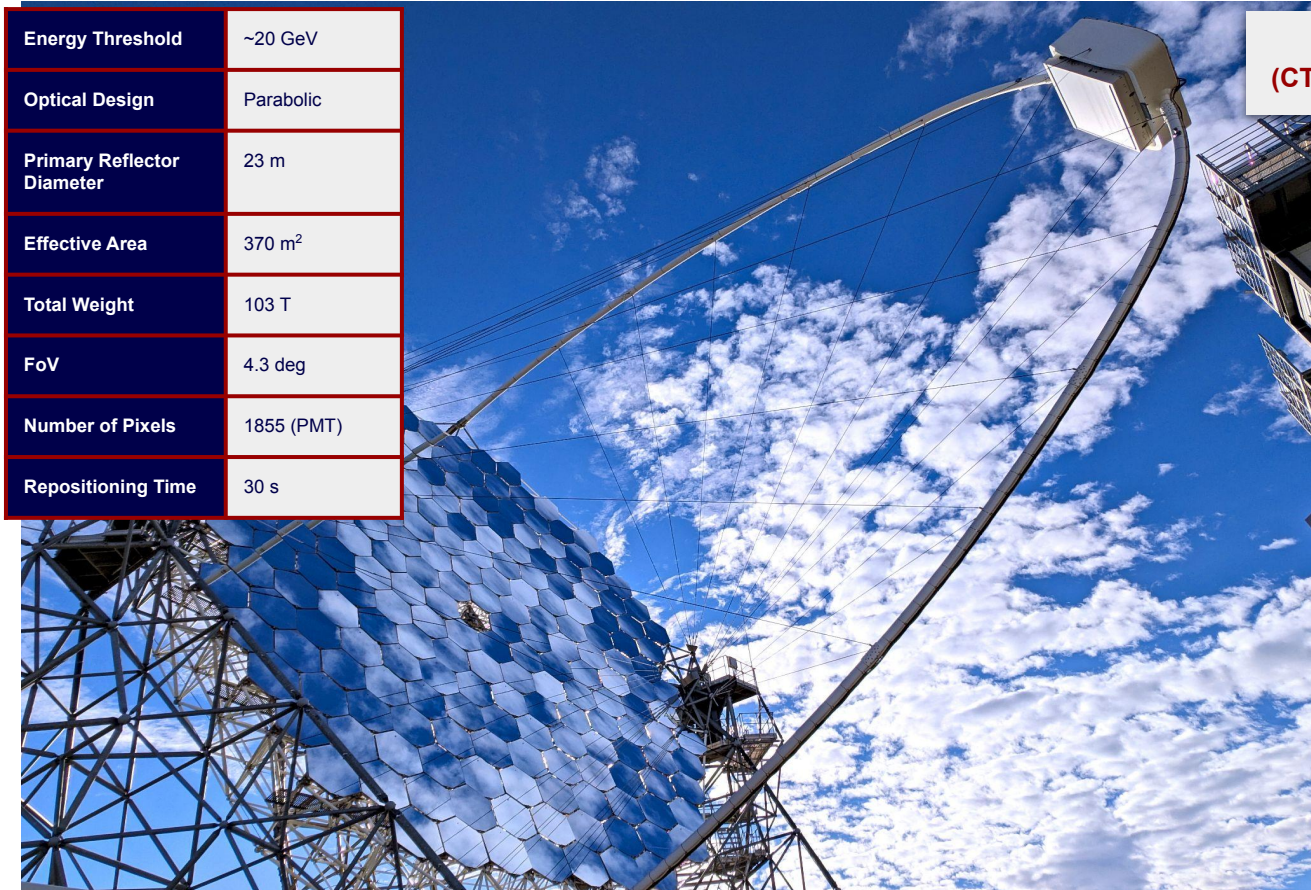 Energy Threshold ~20 GeV
Optical Design Parabolic
Primary Reflector 23 m
Diameter
Effective Area 370 m²
Total Weight 103 T
FoV 4.3 deg
Number of Pixels 1855 (PMT)
Repositioning Time 30 s
(CT